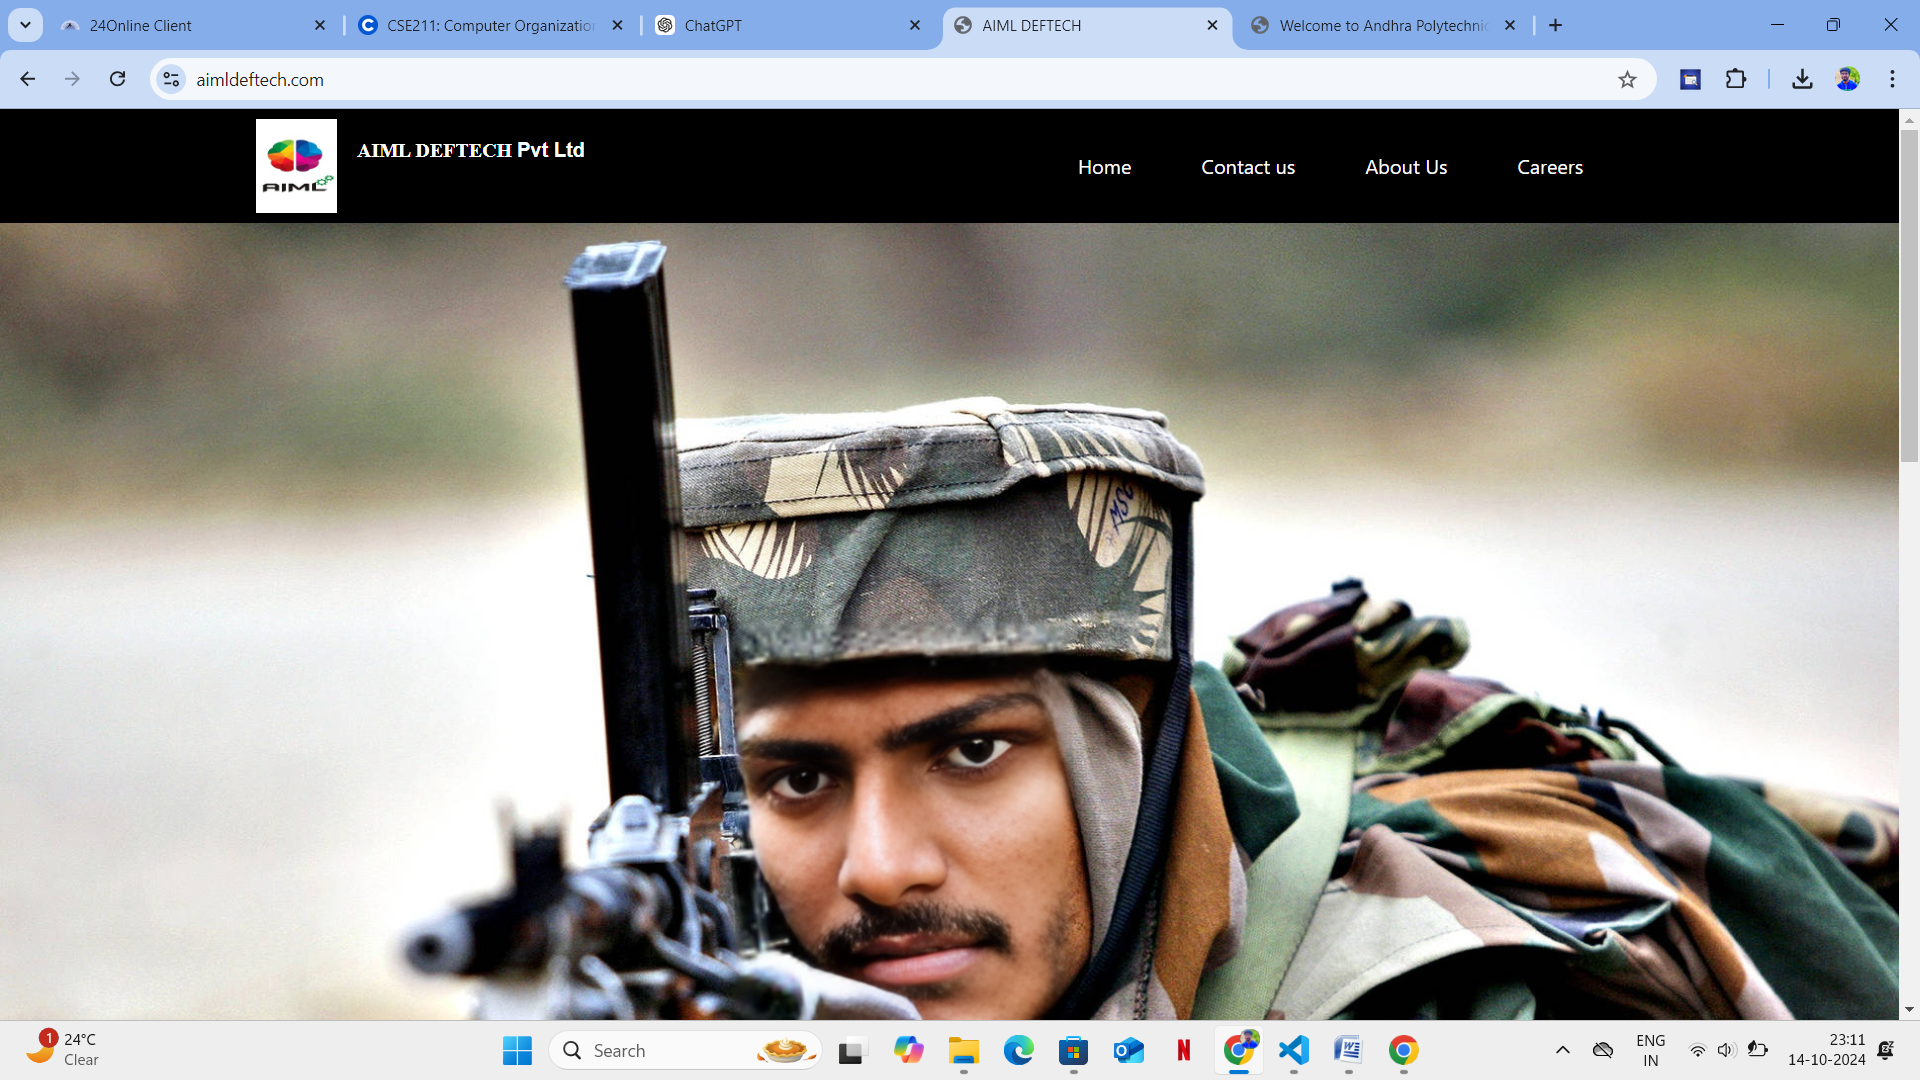 24Online Client
CSE211: Computer Organization
ChatGPT
AIML DEFTECH
Welcome to Andhra Polytechnic
aimldeftech.com
AIML
AIML DEFTECH Pvt Ltd
Home
Contact us
About Us
Careers
1
24°C
Clear
Search
ENG
IN
23:11
14-10-2024